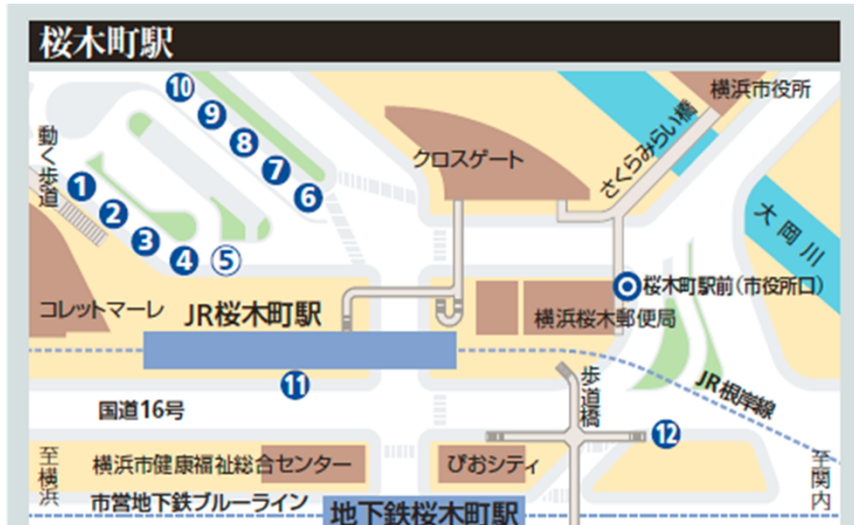 桜木町駅
横浜市役所
10
9
8
7
6
動く歩道
1
2
3
4
5
クロスゲート
さくらみらい橋
大岡川
コレットマーレ
JR桜木町駅
桜木町駅前(市役所口)
横浜桜木郵便局
11
国道16号
歩道橋
JR根岸線
12
至横浜
横浜市健康福祉総合センター
ぴおシティ
至関内
市営地下鉄ブルーライン
地下鉄桜木町駅